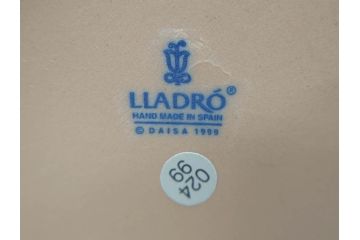 LLADRÓ®
HAND MADE IN SPAIN
© DAISA 1999
024
99